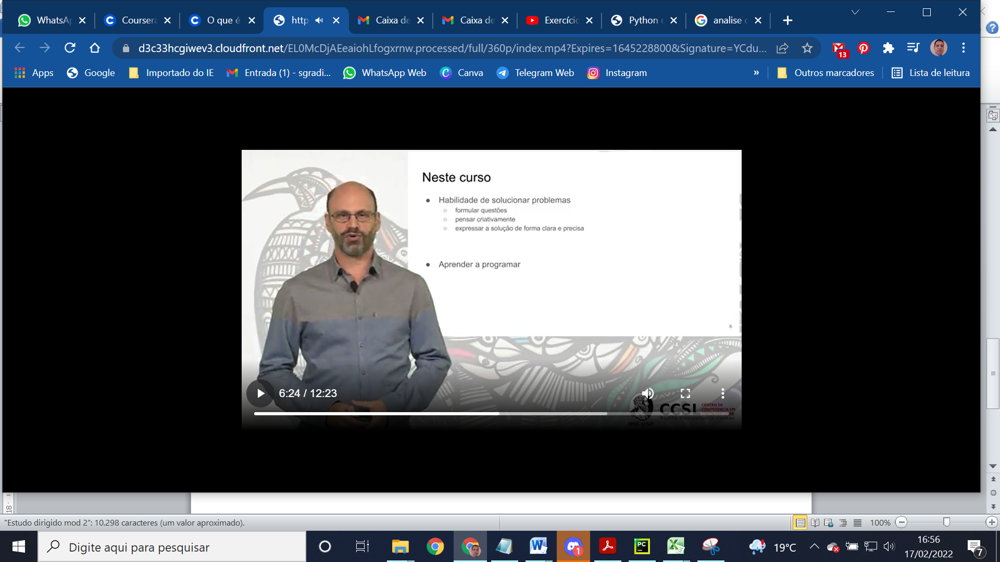 WhatsAp
Coursera
O que é
http
Caixa de
Caixa de
Exercíci
Python e
analise
d3c33hcgiwev3.cloudfront.net/EL0McDjAEeaiohLfogxrnw.processed/full/360p/index.mp4?Expires=1645228800&Signature=YCdu...
13
Apps
Google
Importado do IE
Entrada (1) - sgradi...
WhatsApp Web
Canva
Telegram Web
Instagram
»
Outros marcadores
Lista de leitura
Neste curso
● Habilidade de solucionar problemas
○ formular questões
○ pensar criativamente
○ expressar a solução de forma clara e precisa
● Aprender a programar
6
6:24 / 12:23
CCSL
CENTRO DE
COMPETÊNCIA EM
SOFTWARE LIVRE
FLOSS Competence Center
IME-USP
18
"Estudo dirigido mod 2": 10.298 caracteres (um valor aproximado).
100%
Digite aqui para pesquisar
1
PC
19°C
16:56
17/02/2022
7